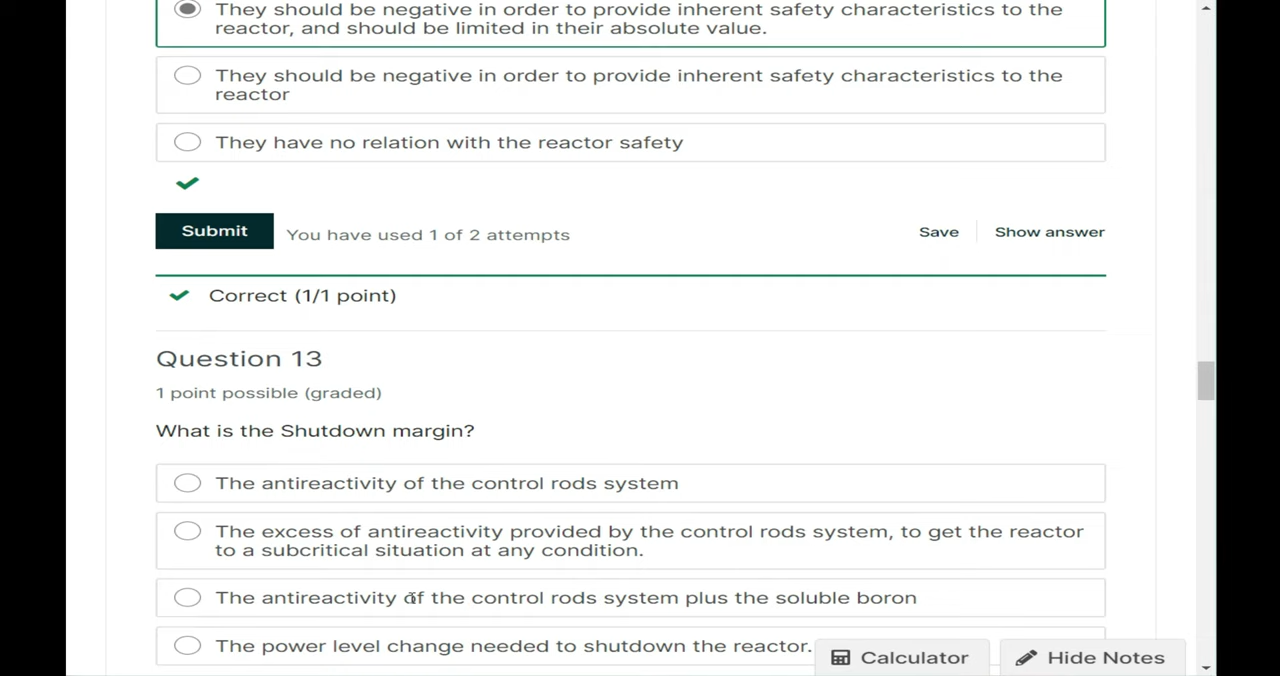 They should be negative in order to provide inherent safety characteristics to the
reactor, and should be limited in their absolute value.
They should be negative in order to provide inherent safety characteristics to the
reactor
They have no relation with the reactor safety
Submit
You have used 1 of 2 attempts
Save
Show answer
Correct (1/1 point)
Question 13
1 point possible (graded)
What is the Shutdown margin?
The antireactivity of the control rods system
The excess of antireactivity provided by the control rods system, to get the reactor
to a subcritical situation at any condition.
The antireactivity of the control rods system plus the soluble boron
The power level change needed to shutdown the reactor.
Calculator
Hide Notes